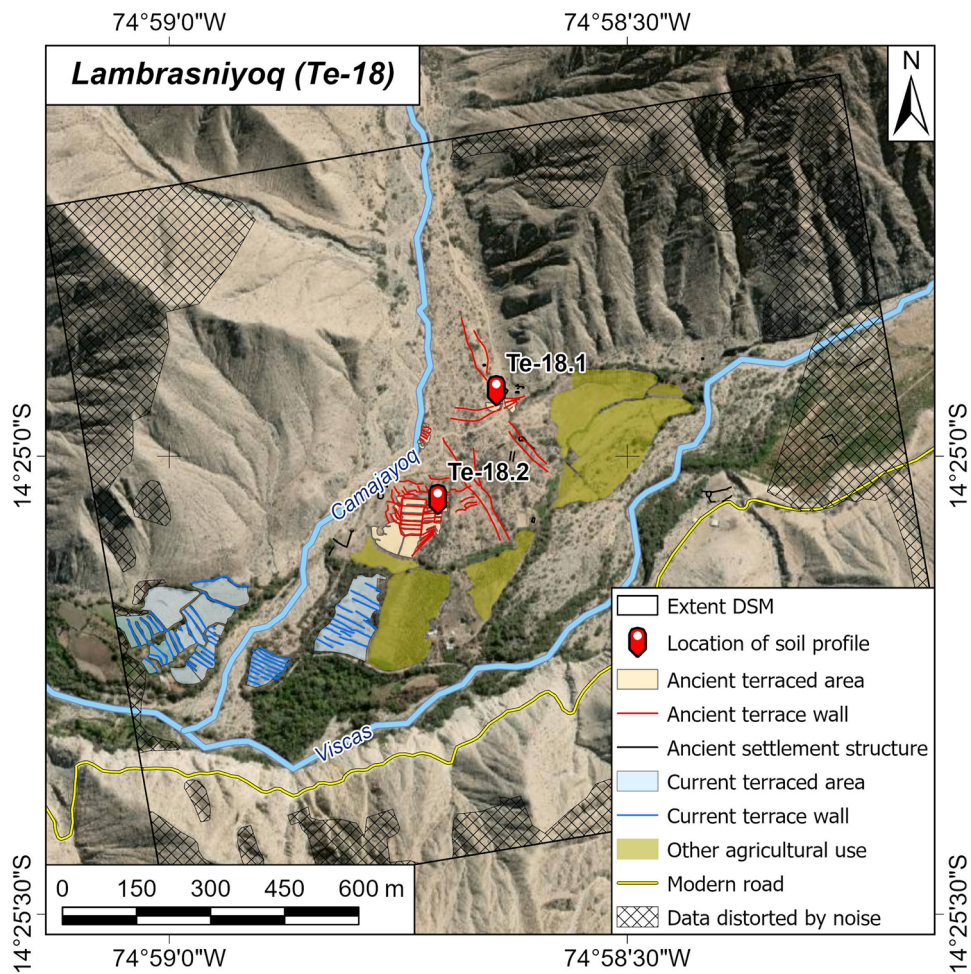 74°59'0"W 74°58'30"W
Lambrasniyoq (Te-18)
N
Te-18.1
14°25'0"S 14°25'0"S
Camajayoq
Te-18.2
Viscas
Extent DSM
Location of soil profile
Ancient terraced area
Ancient terrace wall
Ancient settlement structure
Current terraced area
Current terrace wall
Other agricultural use
Modern road
Data distorted by noise
0 150 300 450 600 m
14°25'30"S 14°25'30"S
74°59'0"W 74°58'30"W